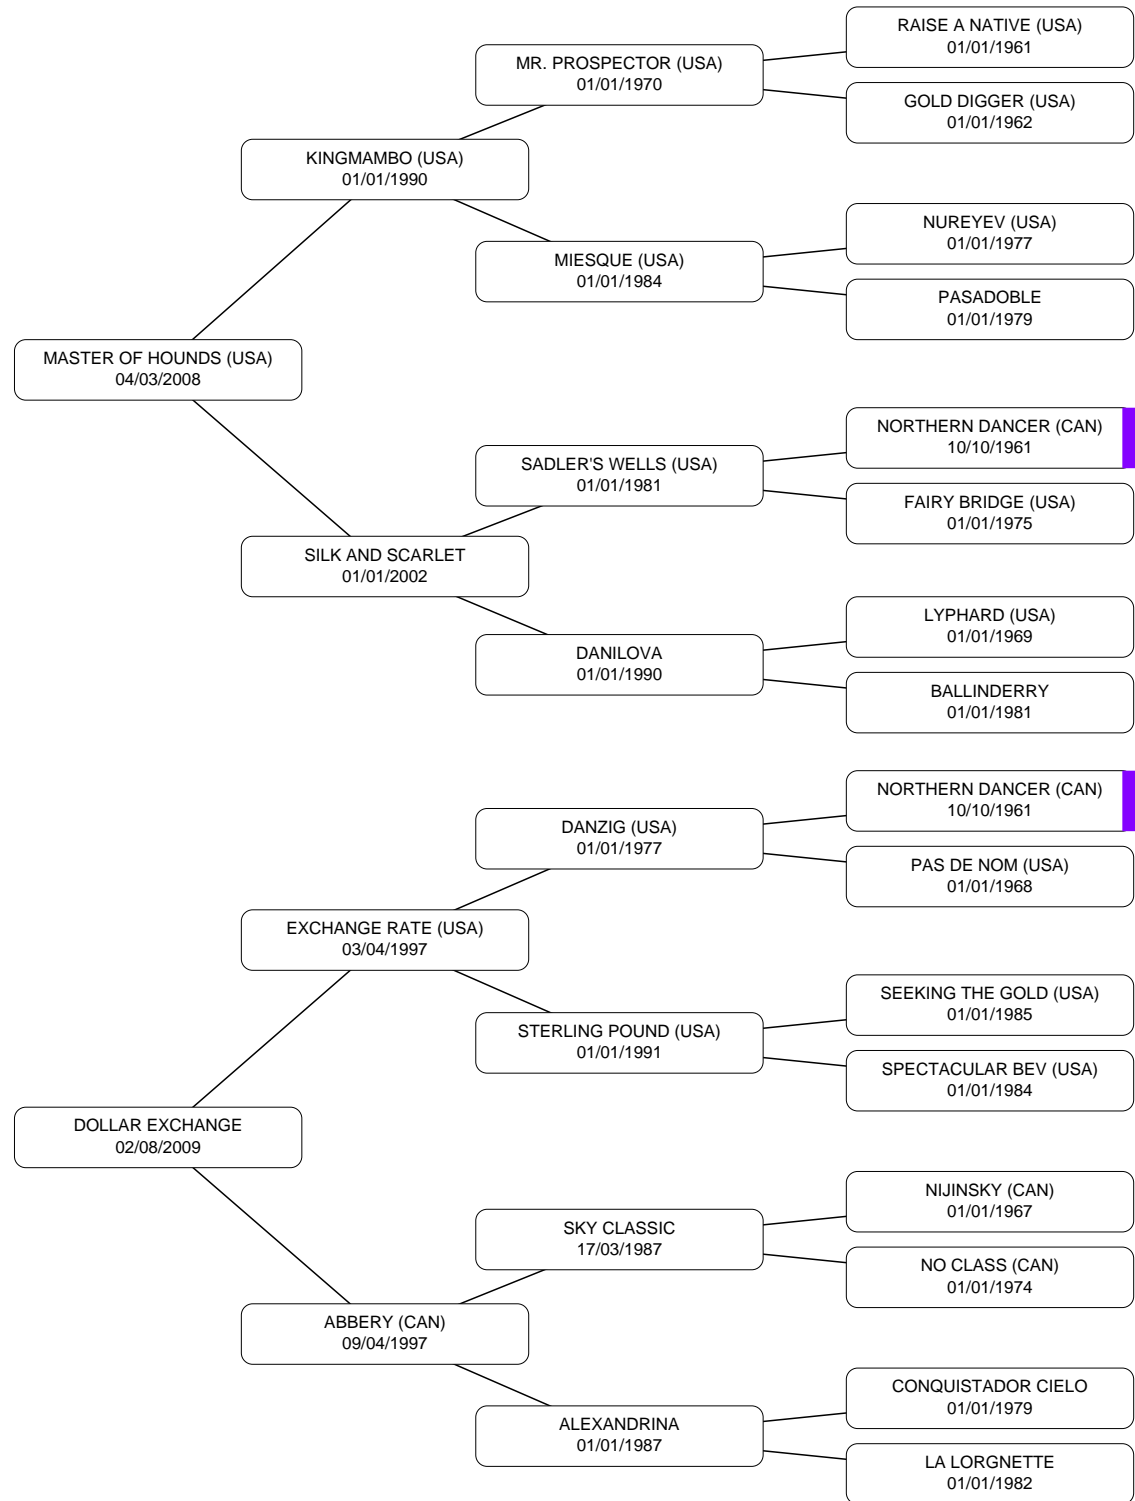 RAISE A NATIVE (USA)
01/01/1961
MR. PROSPECTOR (USA)
01/01/1970
GOLD DIGGER (USA)
01/01/1962
KINGMAMBO (USA)
01/01/1990
NUREYEV (USA)
01/01/1977
MIESQUE (USA)
01/01/1984
PASADOBLE
01/01/1979
MASTER OF HOUNDS (USA)
04/03/2008
NORTHERN DANCER (CAN)
10/10/1961
SADLER'S WELLS (USA)
01/01/1981
FAIRY BRIDGE (USA)
01/01/1975
SILK AND SCARLET
01/01/2002
LYPHARD (USA)
01/01/1969
DANILOVA
01/01/1990
BALLINDERRY
01/01/1981
NORTHERN DANCER (CAN)
10/10/1961
DANZIG (USA)
01/01/1977
PAS DE NOM (USA)
01/01/1968
EXCHANGE RATE (USA)
03/04/1997
SEEKING THE GOLD (USA)
01/01/1985
STERLING POUND (USA)
01/01/1991
SPECTACULAR BEV (USA)
01/01/1984
DOLLAR EXCHANGE
02/08/2009
NIJINSKY (CAN)
01/01/1967
SKY CLASSIC
17/03/1987
NO CLASS (CAN)
01/01/1974
ABBERY (CAN)
09/04/1997
CONQUISTADOR CIELO
01/01/1979
ALEXANDRINA
01/01/1987
LA LORGNETTE
01/01/1982